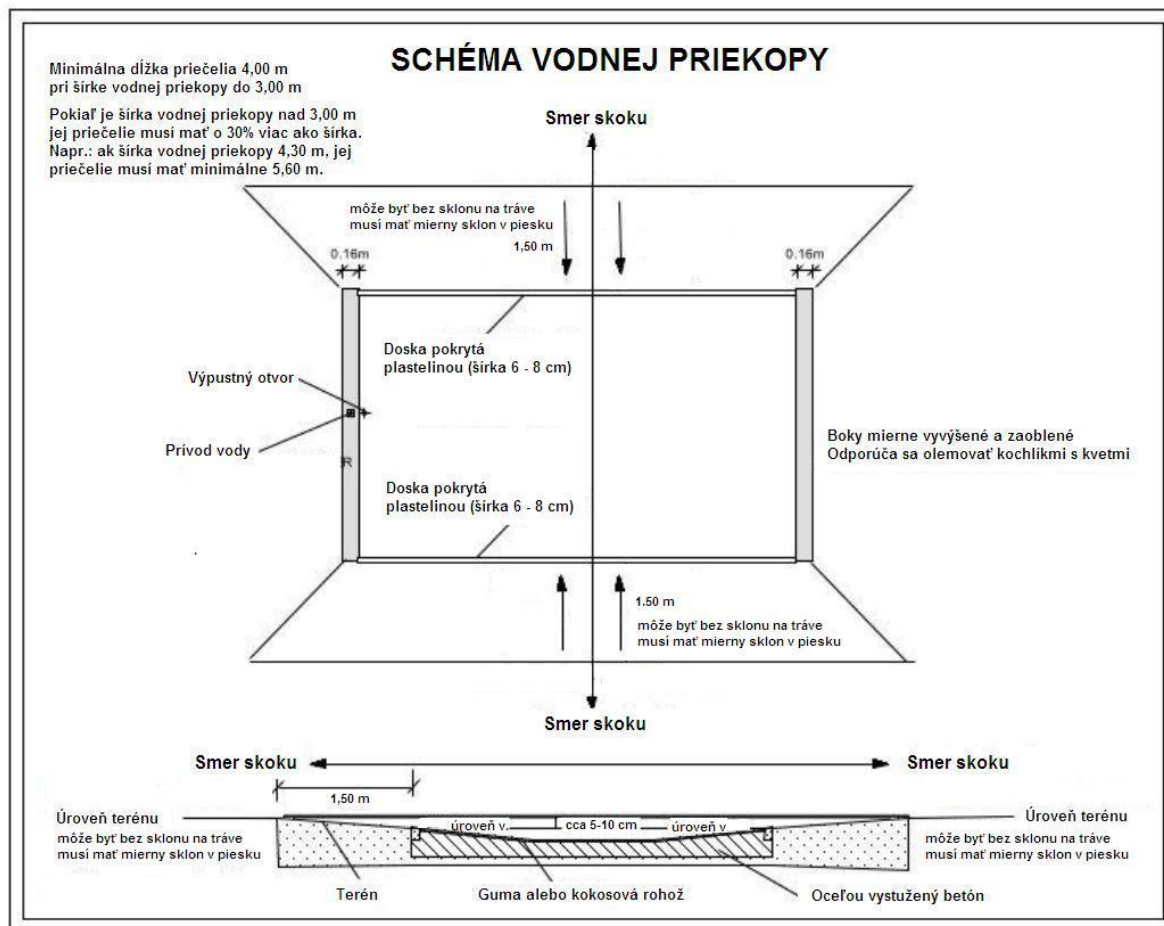 SCHÉMA VODNEJ PRIEKOPY
Minimálna dĺžka priečelia 4,00 m
pri šírke vodnej priekopy do 3,00 m
Pokiaľ je šírka vodnej priekopy nad 3,00 m
jej priečelie musí mať o 30% viac ako šírka.
Napr.: ak šírka vodnej priekopy 4,30 m, jej
priečelie musí mať minimálne 5,60 m.
Smer skoku
môže byť bez sklonu na tráve
musí mať mierny sklon v piesku
1,50 m
0.16m
0.16m
Doska pokrytá
plastelinou (šírka 6 - 8 cm)
Výpustný otvor
Prívod vody
R
Boky mierne vyvýšené a zaoblené
Odporúča sa olemovať kochlíkmi s kvetmi
Doska pokrytá
plastelinou (šírka 6 - 8 cm)
1.50 m
môže byť bez sklonu na tráve
musí mať mierny sklon v piesku
Smer skoku
Smer skoku
Smer skoku
1,50 m
Úroveň terénu
môže byť bez sklonu na tráve
musí mať mierny sklon v piesku
úroveň v.
cca 5-10 cm
úroveň v
Úroveň terénu
môže byť bez sklonu na tráve
musí mať mierny sklon v piesku
Terén
Guma alebo kokosová rohož
Oceľou vystužený betón